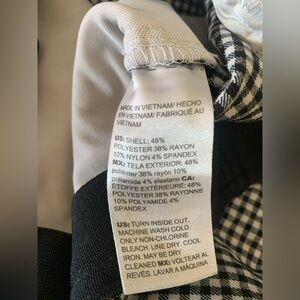 MADE IN VIETNAM/ HECHO
EN VIETNAM/ FABRIQUÉ AU
VIETNAM
US: SHELL: 48%
POLYESTER 38% RAYON
10% NYLON 4% SPANDEX
MX: TELA EXTERIOR: 48%
poliéster 38% rayón 10%
poliamida 4% elastano CA:
ÉTOFFE EXTÉRIEURE: 48%
POLYESTER 38% RAYONNE
10% POLYAMIDE 4%
SPANDEX
US: TURN INSIDE OUT.
MACHINE WASH COLD.
ONLY NON-CHLORINE
BLEACH. LINE DRY. COOL
IRON. MAY BE DRY
CLEANED MX: VOLTEAR AL
REVÉS. LAVAR A MÁQUINA